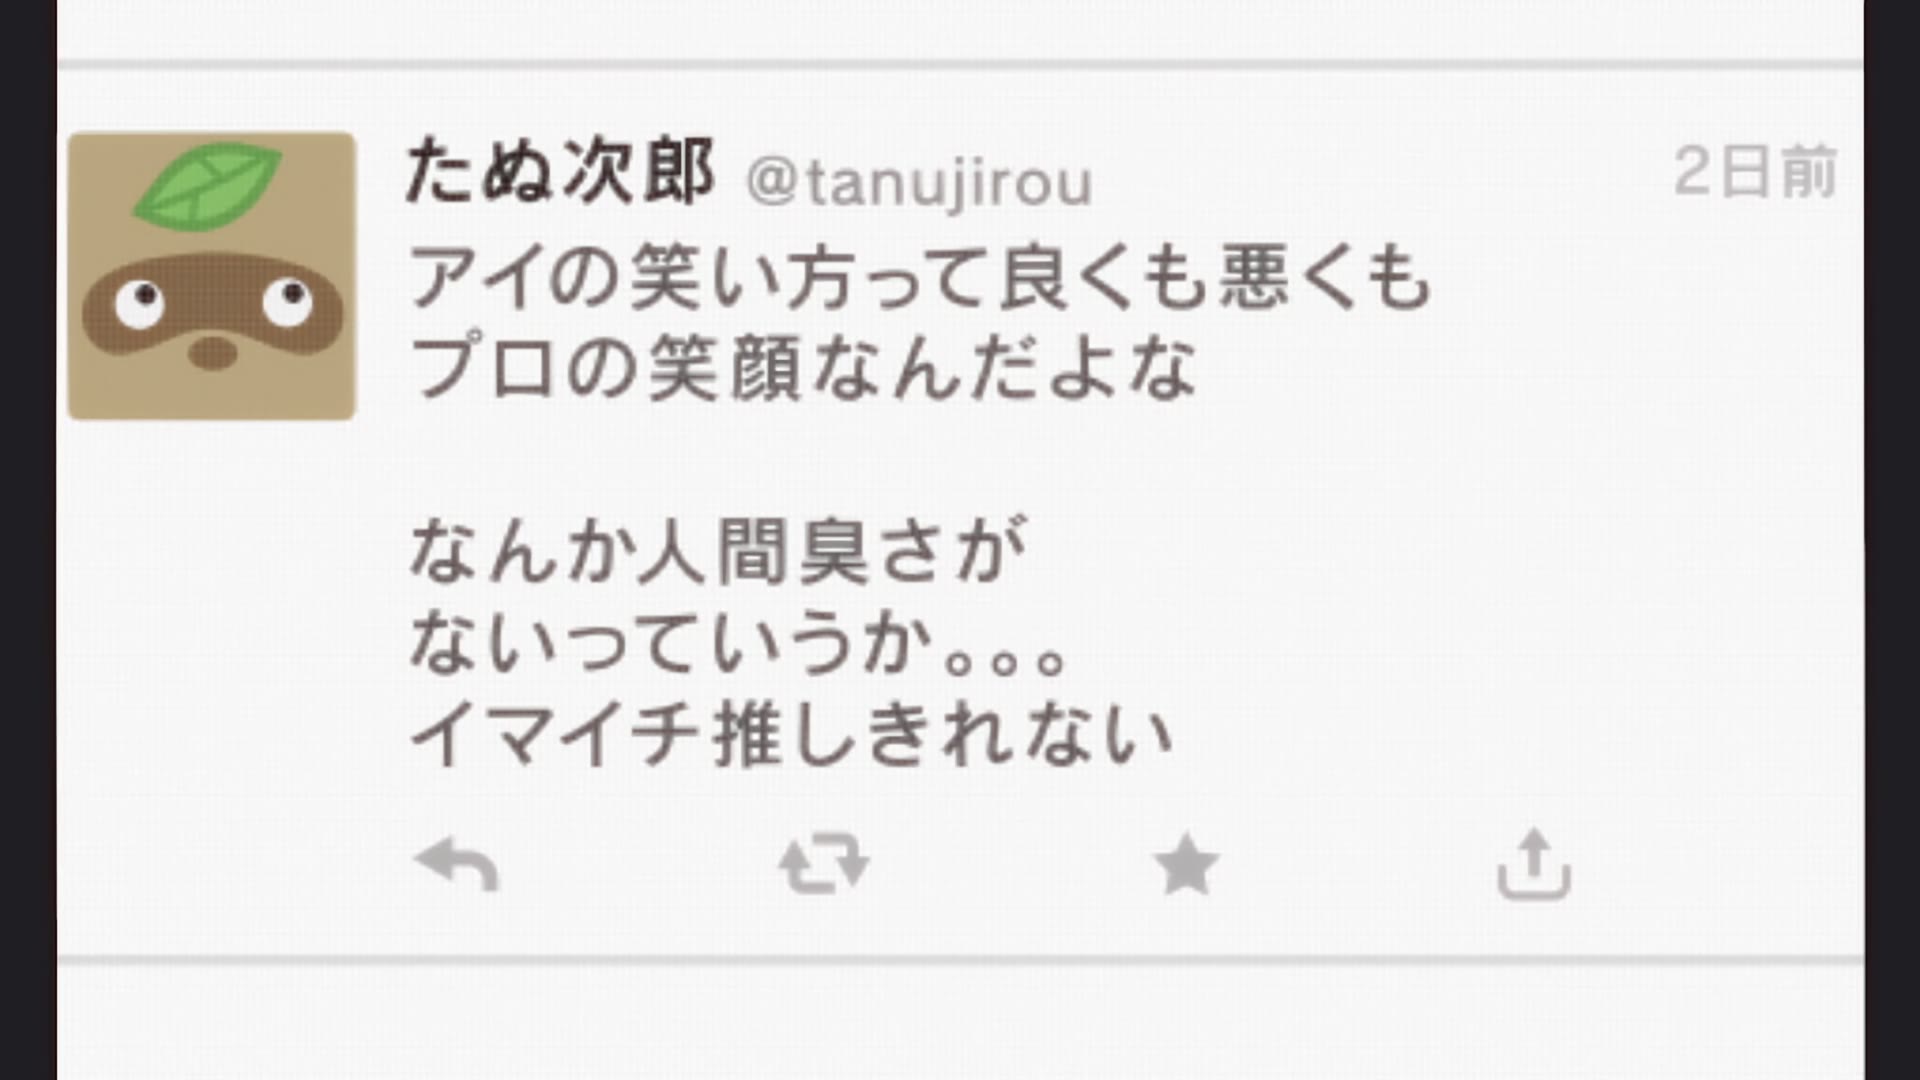 たぬ次郎 @tanujirou 2日前
アイの笑い方って良くも悪くも
プロの笑顔なんだよな
なんか人間臭さが
ないっていうか。。。
イマイチ推しきれない